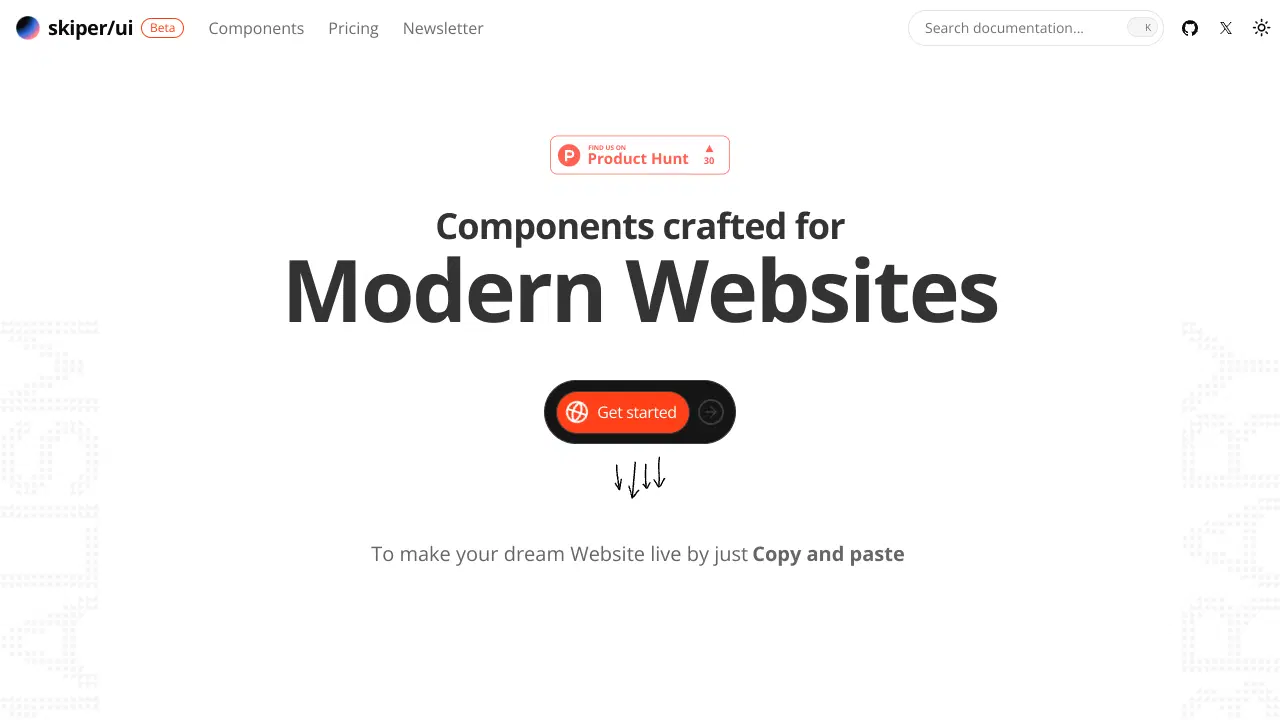 skiper/ui Beta Components Pricing Newsletter Search documentation... K
FIND US ON
Product Hunt 30
Components crafted for
Modern Websites
Get started
To make your dream Website live by just Copy and paste